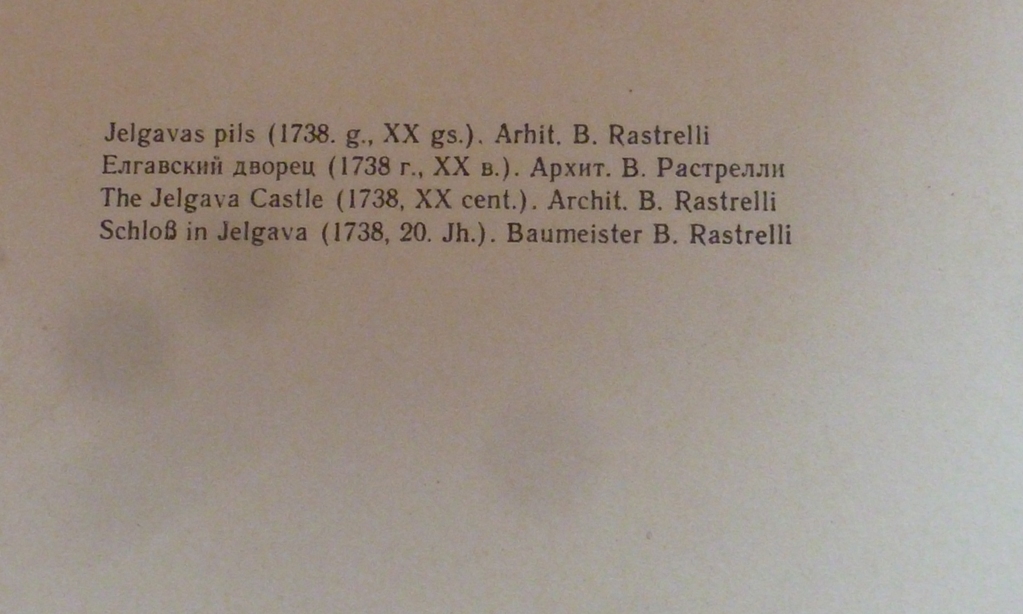 Jelgavas pils (1738. g., XX gs.). Arhit. B. Rastrelli
Елгавский дворец (1738 г., XX в.). Архит. В. Растрелли
The Jelgava Castle (1738, XX cent.). Archit. B. Rastrelli
Schloß in Jelgava (1738, 20. Jh.). Baumeister B. Rastrelli